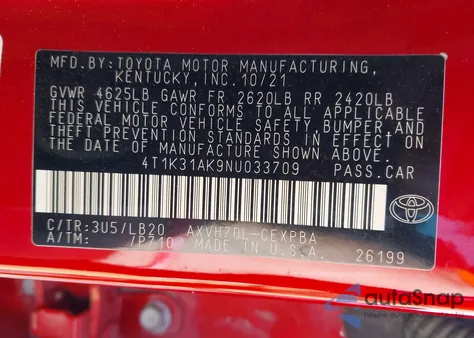 MFD.BY:TOYOTA MOTOR MANUFACTURING,
KENTUCKY, INC. 10/21
GVWR 4625LB GAWR FR 2620LB RR 2420LB
THIS VEHICLE CONFORMS TO ALL APPLICABLE
FEDERAL MOTOR VEHICLE SAFETY, BUMPER, AND
THEFT PREVENTION STANDARDS IN EFFECT ON
THE DATE OF MANUFACTURE SHOWN ABOVE.
4T1K31AK9NU033709 PASS.CAR
C/TR:3U5/LB20 AXVH70L-CEXPBA
A/TM: /P710 MADE IN U.S.A. 26199
autaSnap